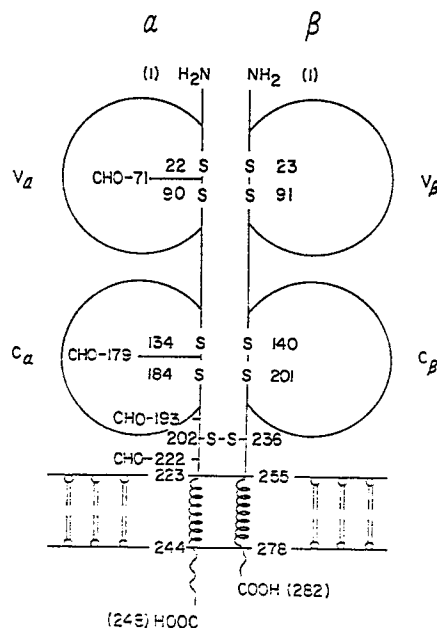 α β
(1) H₂N NH₂ (1)
22 S S 23
Vα CHO-71 Vβ
90 S S 91
134 S S 140
Cα CHO-179 Cβ
184 S S 201
CHO-193
202 S-S 236
CHO-222
223 255
244 278
COOH (282)
(248) HOOC